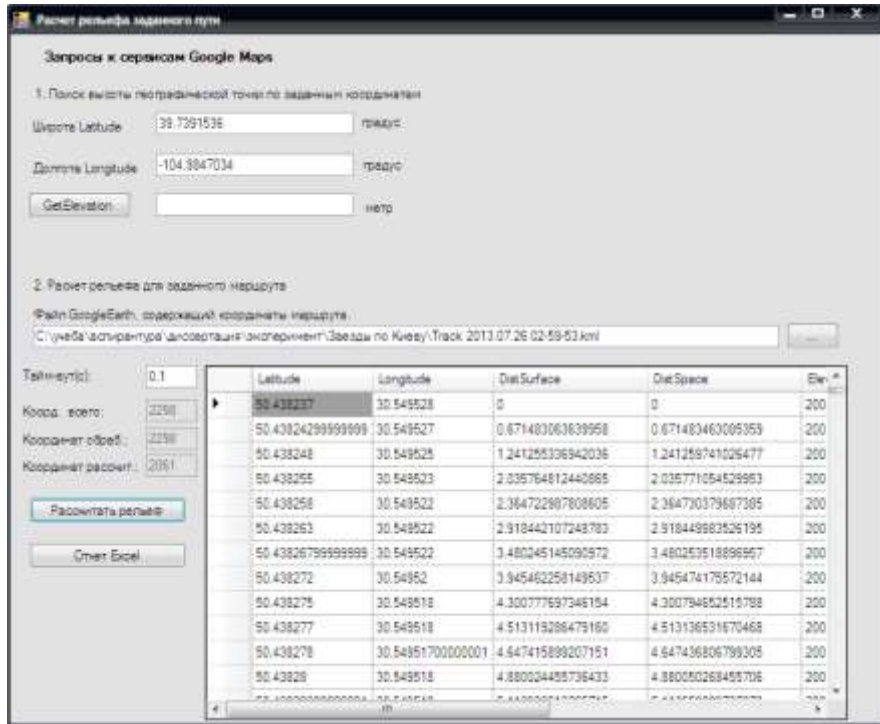 Расчет рельефа заданного пути
Запросы к сервисам Google Maps
1. Поиск высоты географической точки по заданным координатам
Широта Latitude 39.7391536 градус
Долгота Longitude -104.9847034 градус
GetElevation метр
2. Расчет рельефа для заданного маршрута
Файл GoogleEarth, содержащий координаты маршрута
C:\учеба\аспирантура\диссертация\эксперимент\Заезды по Киеву\Track 2013.07.26 02-59-53.kml ...
Таймаут(с): 0.1
Коорд. всего: 2298
Координат обраб.: 2298
Координат рассчит.: 2061
Рассчитать рельеф
Отчет Excel
Latitude Longitude DistSurface DistSpace Elev
50.438237 30.549528 0 0 200
50.43824299999999 30.549527 0.671483063639958 0.671483463085359 200
50.438248 30.549525 1.241255336942036 1.241259741026477 200
50.438255 30.549523 2.035764812440865 2.035771054529953 200
50.438258 30.549522 2.364722987808605 2.364730379687385 200
50.438263 30.549522 2.918442107248783 2.918449983526195 200
50.43826799999999 30.549522 3.480245145090972 3.480253518896957 200
50.438272 30.54952 3.945462258149537 3.945474175572144 200
50.438275 30.549518 4.300777697346154 4.300794652515788 200
50.438277 30.549518 4.513119286479160 4.513136531670468 200
50.438278 30.54951700000001 4.647415899207151 4.647436806799305 200
50.43828 30.549518 4.880024455736433 4.880050268455706 200